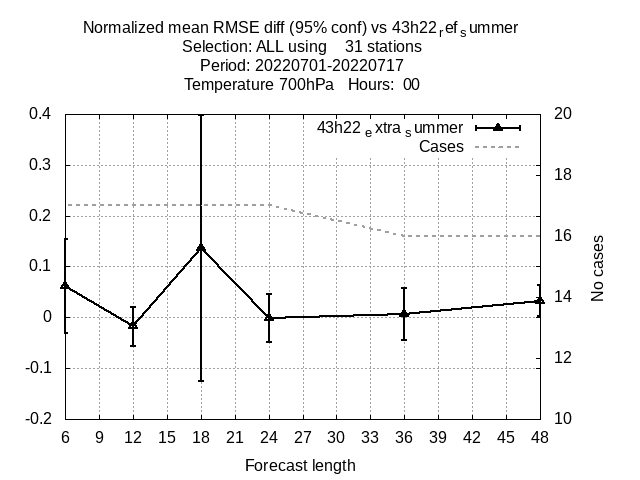 Normalized mean RMSE diff (95% conf) vs 43h22refsummer
Selection: ALL using 31 stations
Period: 20220701-20220717
Temperature 700hPa Hours: 00
43h22extrasummer
Cases
0.4
0.3
0.2
0.1
0
-0.1
-0.2
20
18
16
14
12
10
No cases
6 9 12 15 18 21 24 27 30 33 36 39 42 45 48
Forecast length